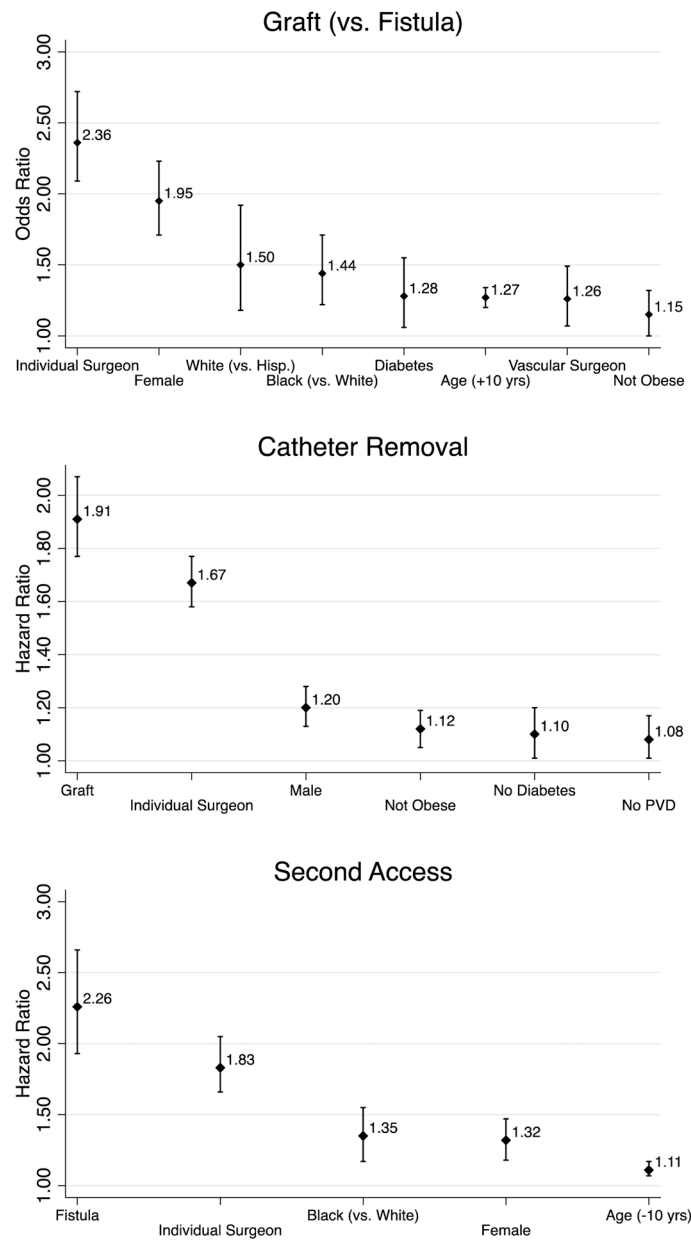 Graft (vs. Fistula)
Odds Ratio
3.00
2.50
2.00
1.50
1.00
2.36
1.95
1.50
1.44
1.28
1.27
1.26
1.15
Individual Surgeon
Female
White (vs. Hisp.)
Black (vs. White)
Diabetes
Age (+10 yrs)
Vascular Surgeon
Not Obese
Catheter Removal
Hazard Ratio
2.00
1.80
1.60
1.40
1.20
1.00
1.91
1.67
1.20
1.12
1.10
1.08
Graft
Individual Surgeon
Male
Not Obese
No Diabetes
No PVD
Second Access
Hazard Ratio
3.00
2.50
2.00
1.50
1.00
2.26
1.83
1.35
1.32
1.11
Fistula
Individual Surgeon
Black (vs. White)
Female
Age (-10 yrs)